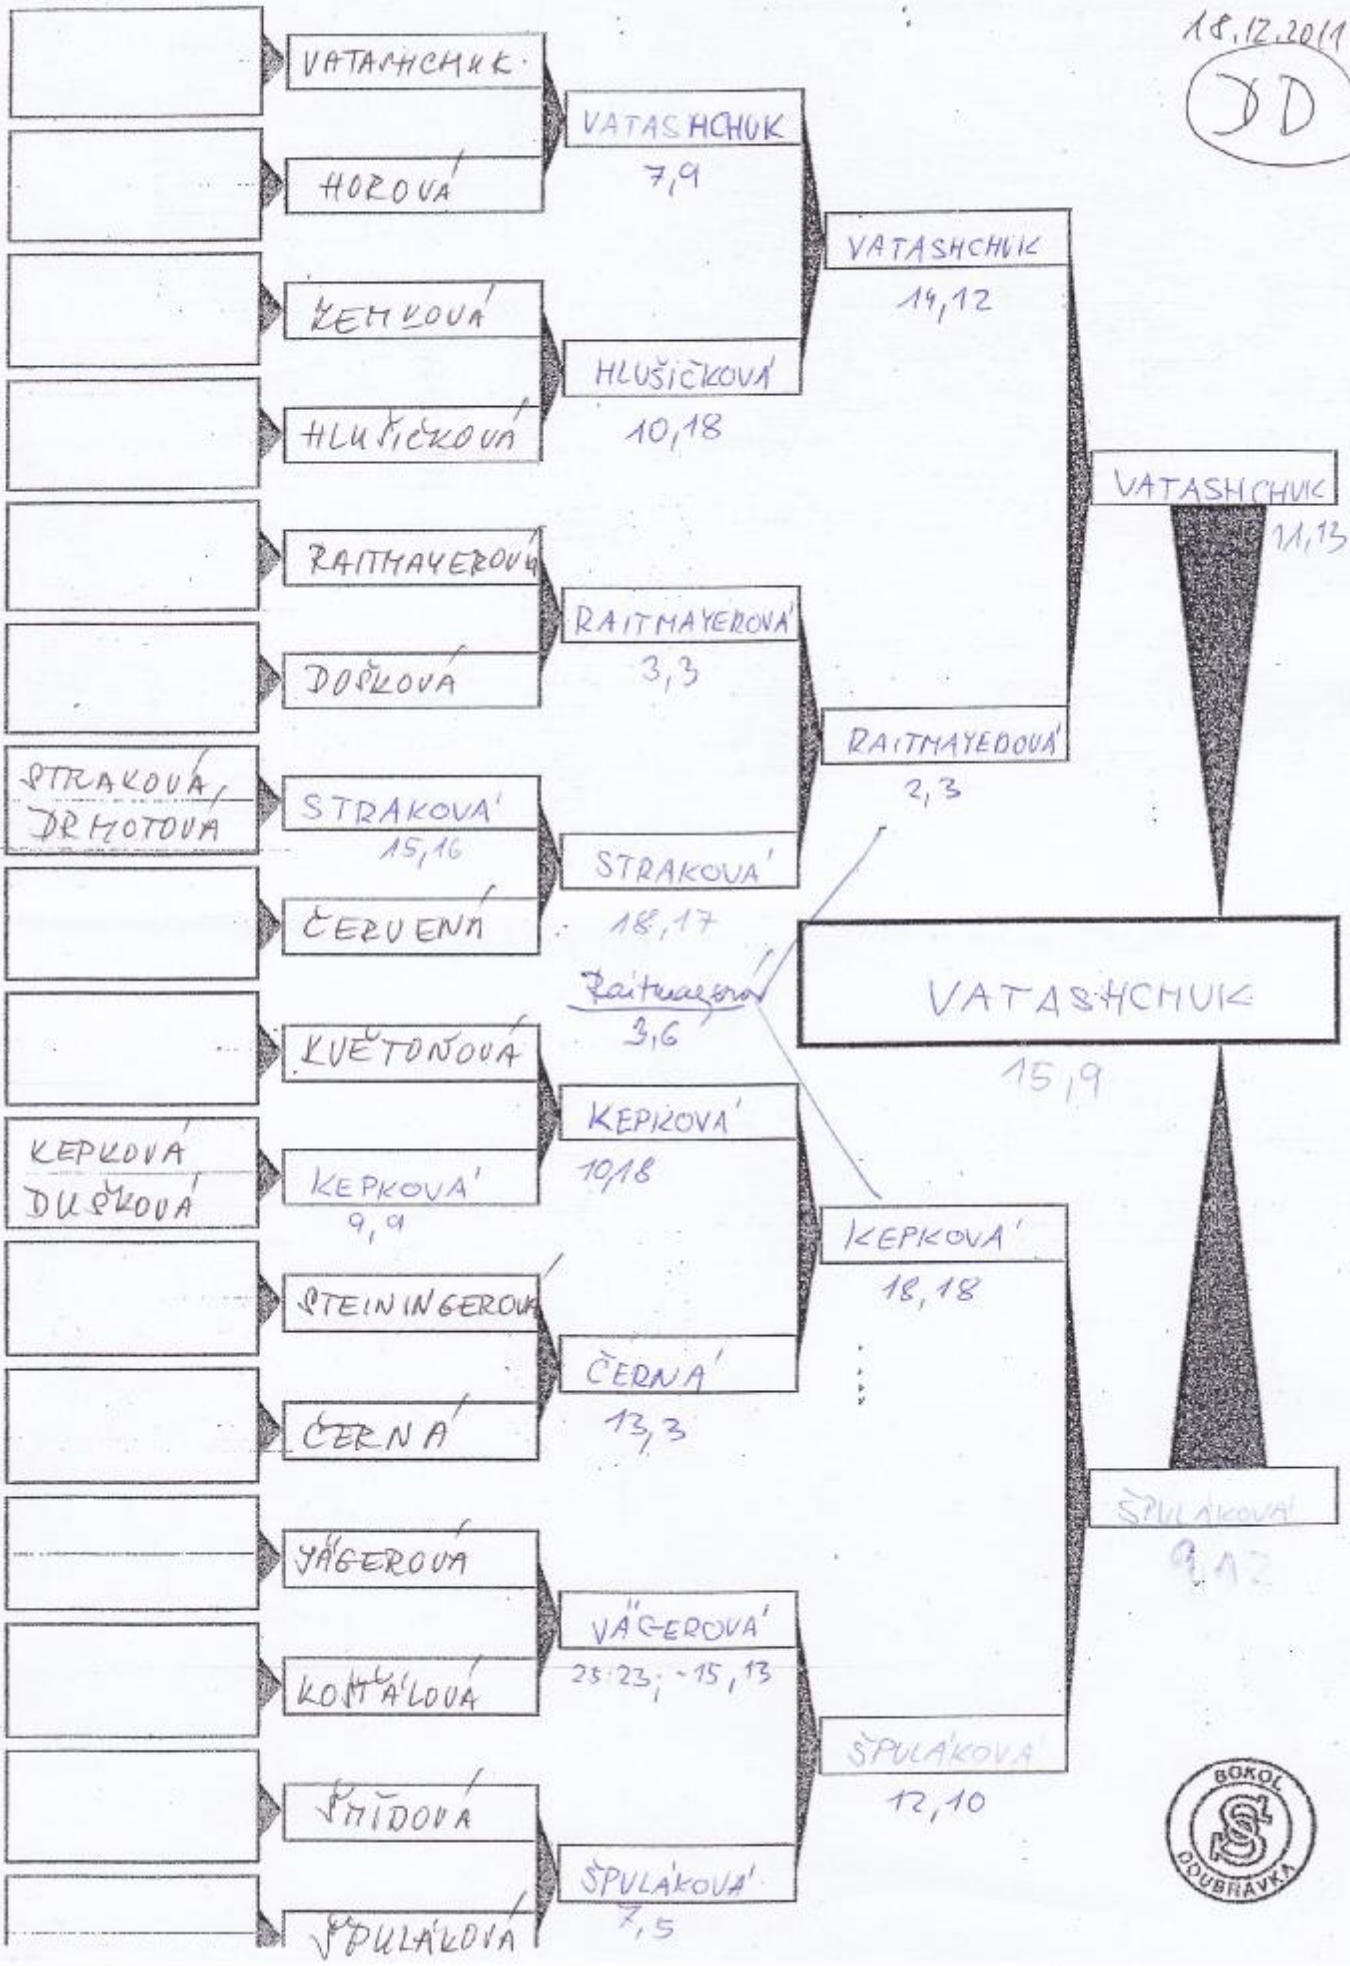 18.12.2011
DD
VATASHCHUK
HOROVÁ
ZEMKOVÁ
HLUŠIČKOVÁ
RAITMAYEROVÁ
DOŠKOVÁ
STRAKOVÁ,
DRMOTOVÁ
STRAKOVÁ
15,16
ČERVENÁ
KVĚTOŇOVÁ
KEPKOVÁ
DUŠKOVÁ
KEPKOVÁ
9,9
STEININGEROVÁ
ČERNÁ
JÄGEROVÁ
KOŠŤÁLOVÁ
ŠMÍDOVÁ
ŠPULÁKOVÁ
VATASHCHUK
7,9
HLUŠIČKOVÁ
10,18
RAITMAYEROVÁ
3,3
STRAKOVÁ
18,17
Raitmayerová
3,6
KEPKOVÁ
10,18
ČERNÁ
13,3
JÄGEROVÁ
25:23; -15, 13
ŠPULÁKOVÁ
7,5
VATASHCHUK
14,12
RAITMAYEROVÁ
2,3
KEPKOVÁ
18,18
ŠPULÁKOVÁ
12,10
VATASHCHUK
11,13
VATASHCHUK
15,9
ŠPULÁKOVÁ
SOKOL
DOUBRAVKA